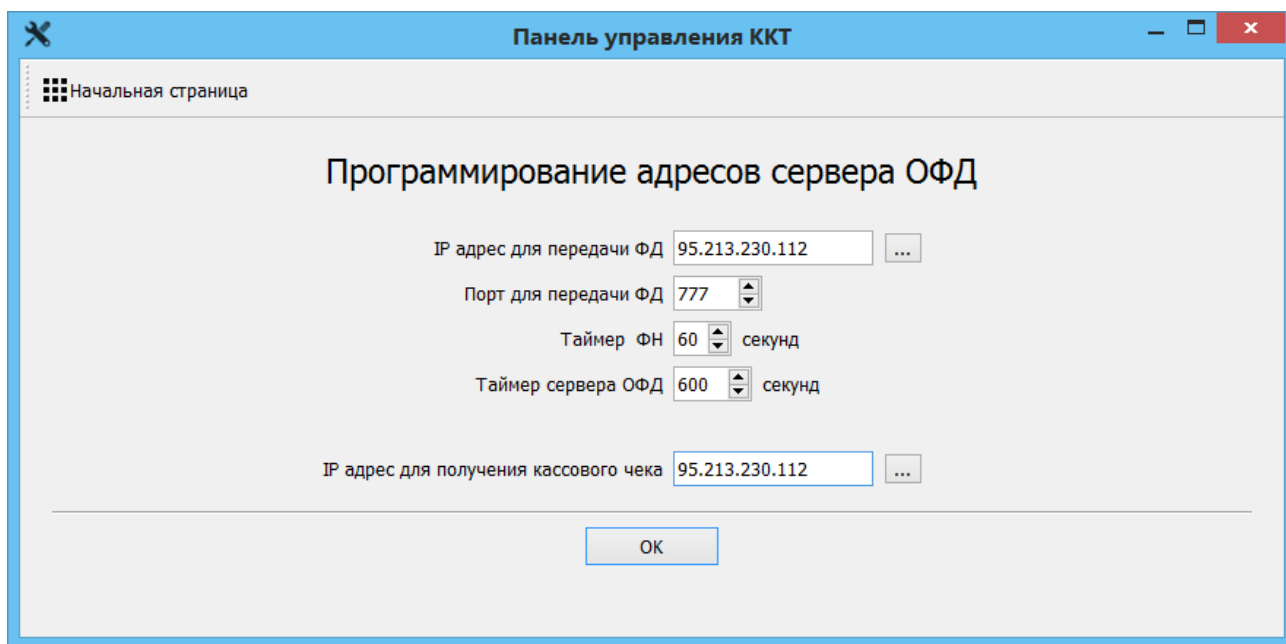 Панель управления ККТ
Начальная страница
Программирование адресов сервера ОФД
IP адрес для передачи ФД 95.213.230.112 ...
Порт для передачи ФД 777
Таймер ФН 60 секунд
Таймер сервера ОФД 600 секунд
IP адрес для получения кассового чека 95.213.230.112 ...
OK